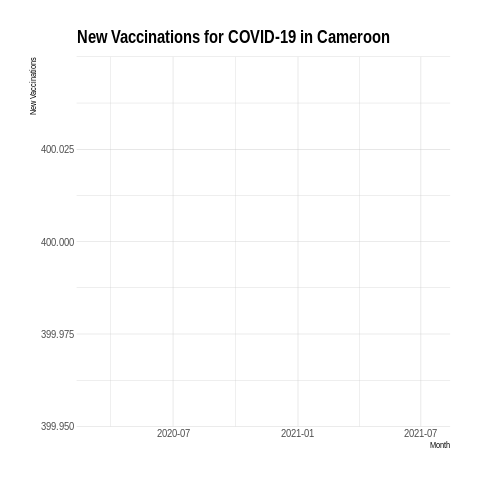 New Vaccinations for COVID-19 in Cameroon
New Vaccinations
400.025
400.000
399.975
399.950
2020-07 2021-01 2021-07
Month